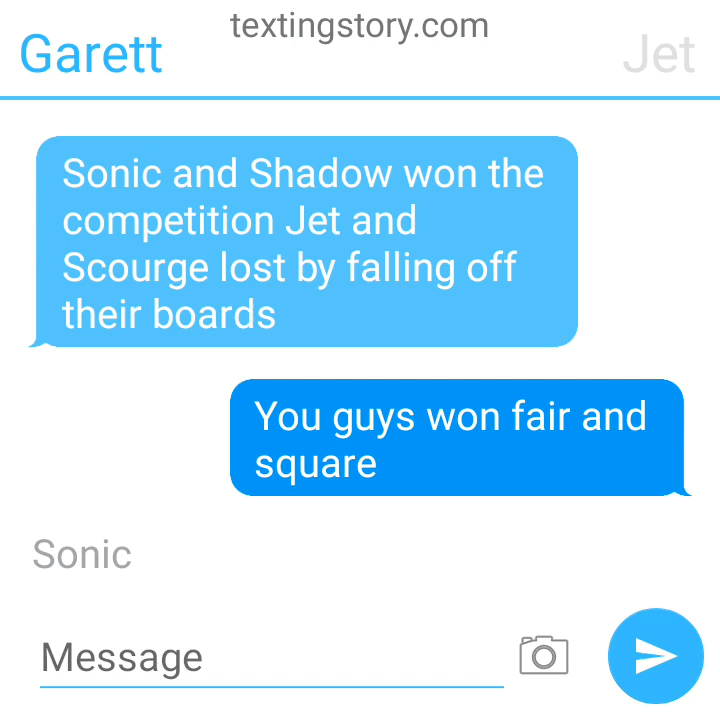 textingstory.com
Garett
Jet
Sonic and Shadow won the
competition Jet and
Scourge lost by falling off
their boards
You guys won fair and
square
Sonic
Message